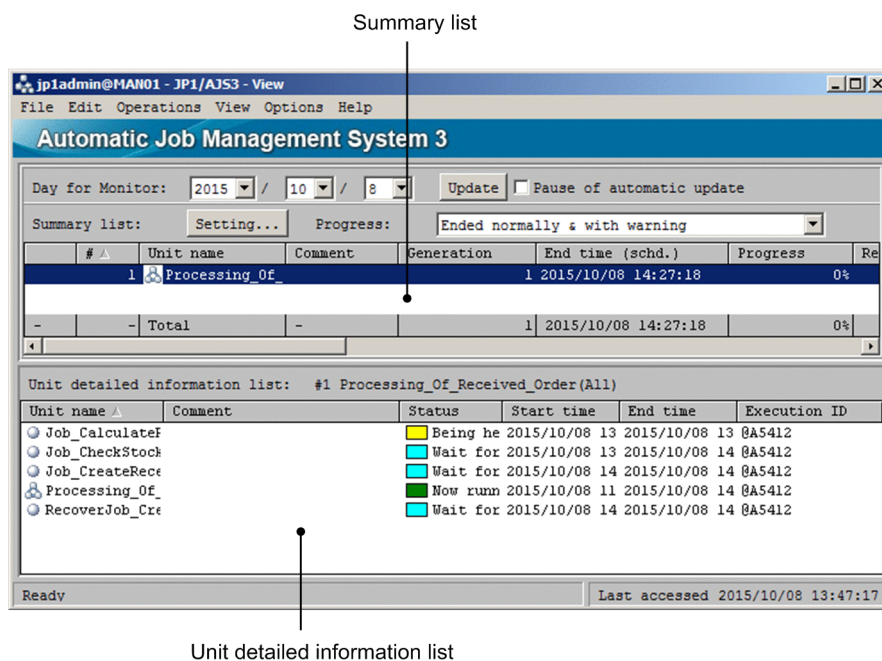 Summary list
jp1admin@MAN01 - JP1/AJS3 - View
File Edit Operations View Options Help
Automatic Job Management System 3
Day for Monitor: 2015 / 10 / 8 Update Pause of automatic update
Summary list: Setting... Progress: Ended normally & with warning
# Unit name Comment Generation End time (schd.) Progress Re
1 Processing_Of_ 1 2015/10/08 14:27:18 0%
- - Total - 1 2015/10/08 14:27:18 0%
Unit detailed information list: #1 Processing_Of_Received_Order(All)
Unit name Comment Status Start time End time Execution ID
Job_CalculateF Being he 2015/10/08 13 2015/10/08 13 @A5412
Job_CheckStock Wait for 2015/10/08 13 2015/10/08 14 @A5412
Job_CreateRece Wait for 2015/10/08 14 2015/10/08 14 @A5412
Processing_Of_ Now runn 2015/10/08 11 2015/10/08 14 @A5412
RecoverJob_Cre Wait for 2015/10/08 14 2015/10/08 14 @A5412
Ready Last accessed 2015/10/08 13:47:17
Unit detailed information list